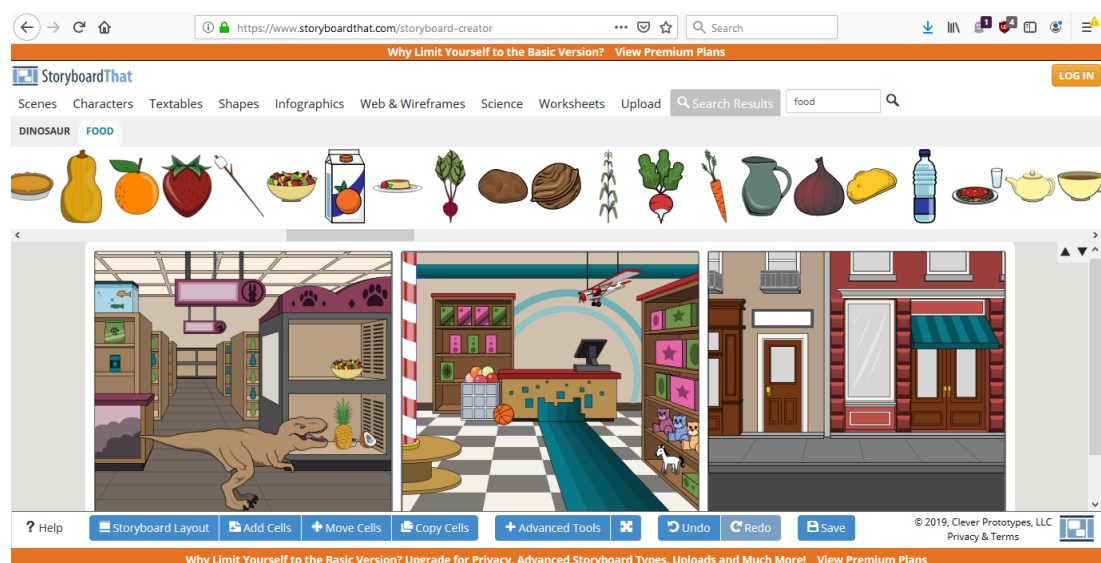 https://www.storyboardthat.com/storyboard-creator
Search
1
4
Why Limit Yourself to the Basic Version? View Premium Plans
StoryboardThat
LOG IN
Scenes Characters Textables Shapes Infographics Web & Wireframes Science Worksheets Upload Search Results food
DINOSAUR FOOD
? Help Storyboard Layout Add Cells Move Cells Copy Cells + Advanced Tools Undo Redo Save © 2019, Clever Prototypes, LLC
Privacy & Terms
Why Limit Yourself to the Basic Version? Upgrade for Privacy, Advanced Storyboard Types, Uploads and Much More! View Premium Plans